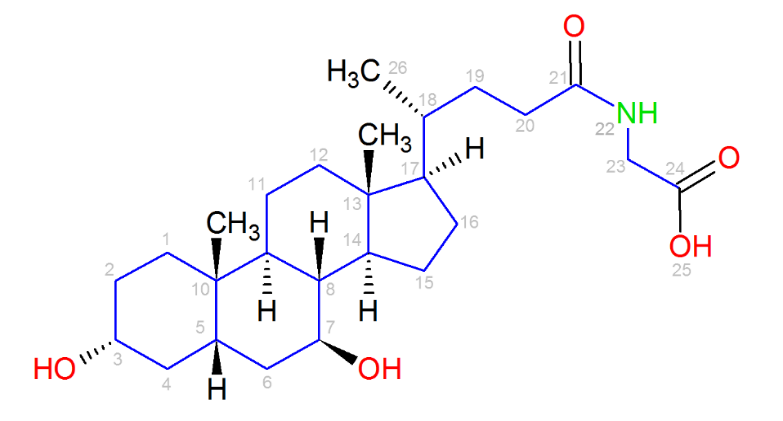 O
H₃C 26 19 21
18 20 22 NH
CH₃ H O
12 17 23 24
11 13 16
CH₃ H 14 OH
1 25
2 10 8 15
H H
5 7
HO 3 OH
4 H 6